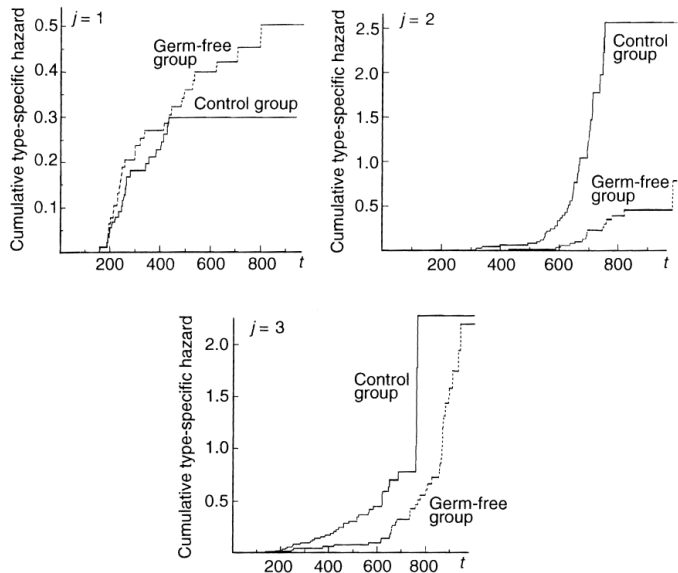 Cumulative type-specific hazard
j = 1
0.5
0.4
0.3
0.2
0.1
Germ-free
group
Control group
200
400
600
800
t
Cumulative type-specific hazard
j = 2
2.5
2.0
1.5
1.0
0.5
Control
group
Germ-free
group
200
400
600
800
t
Cumulative type-specific hazard
j = 3
2.0
1.5
1.0
0.5
Control
group
Germ-free
group
200
400
600
800
t